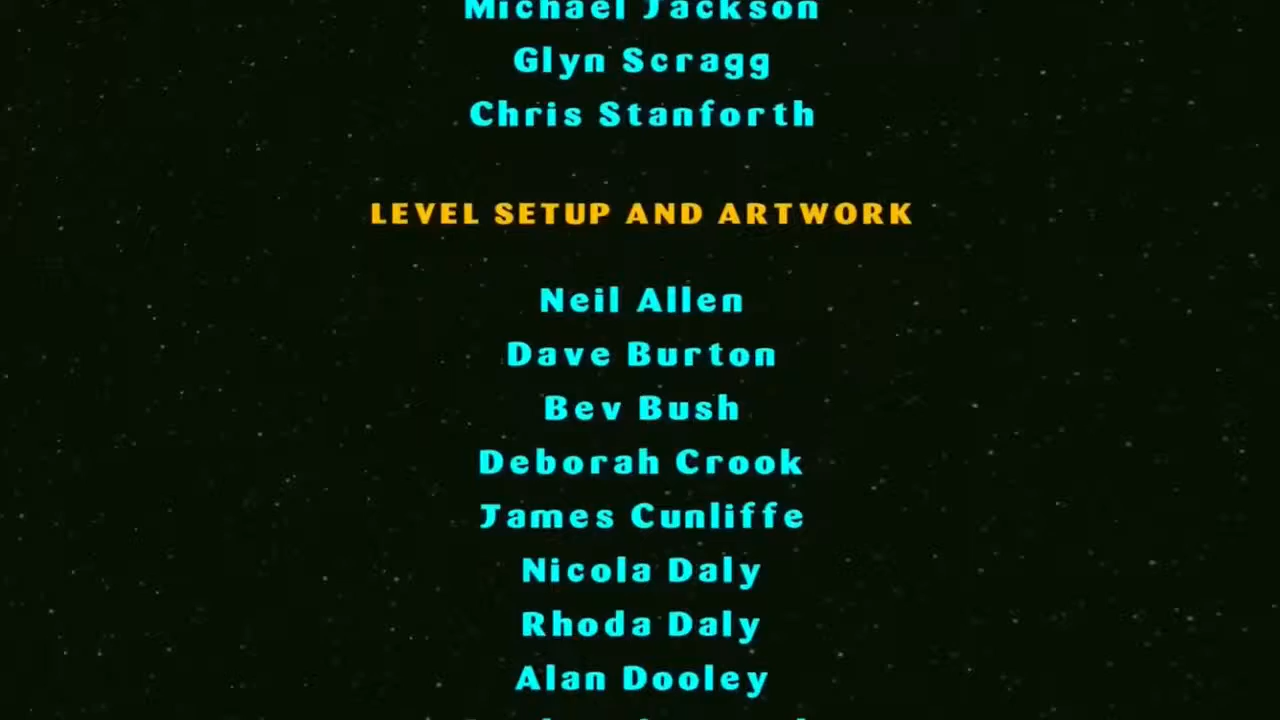 Michael Jackson
Glyn Scragg
Chris Stanforth
LEVEL SETUP AND ARTWORK
Neil Allen
Dave Burton
Bev Bush
Deborah Crook
James Cunliffe
Nicola Daly
Rhoda Daly
Alan Dooley